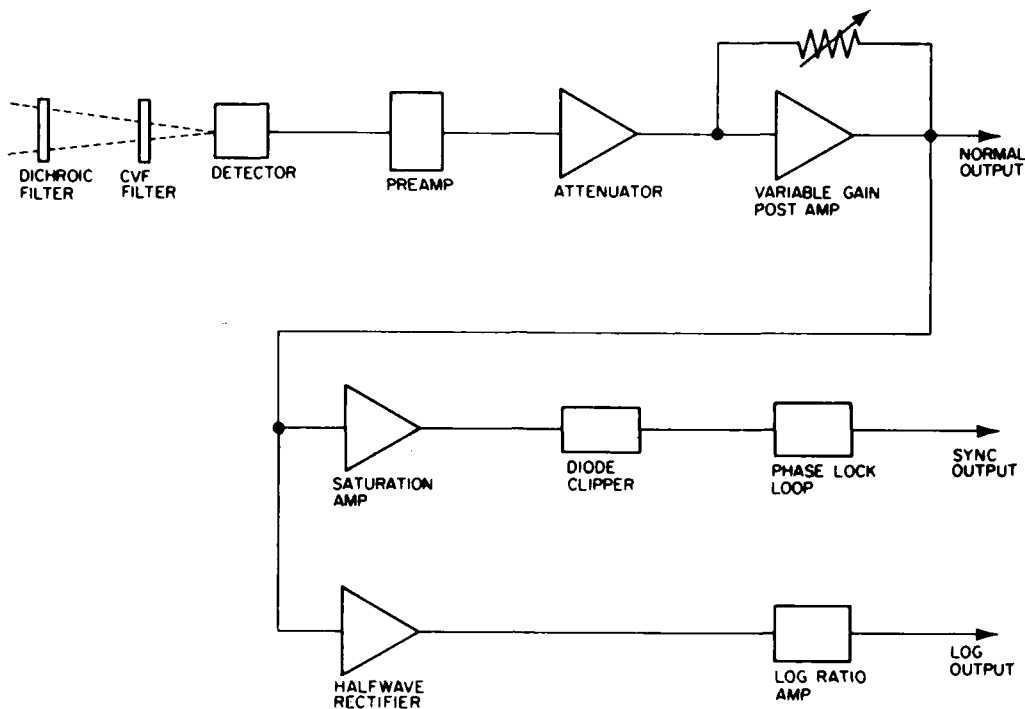 DICHROIC
FILTER
CVF
FILTER
DETECTOR
PREAMP
ATTENUATOR
VARIABLE GAIN
POST AMP
NORMAL
OUTPUT
SATURATION
AMP
DIODE
CLIPPER
PHASE LOCK
LOOP
SYNC
OUTPUT
HALFWAVE
RECTIFIER
LOG RATIO
AMP
LOG
OUTPUT